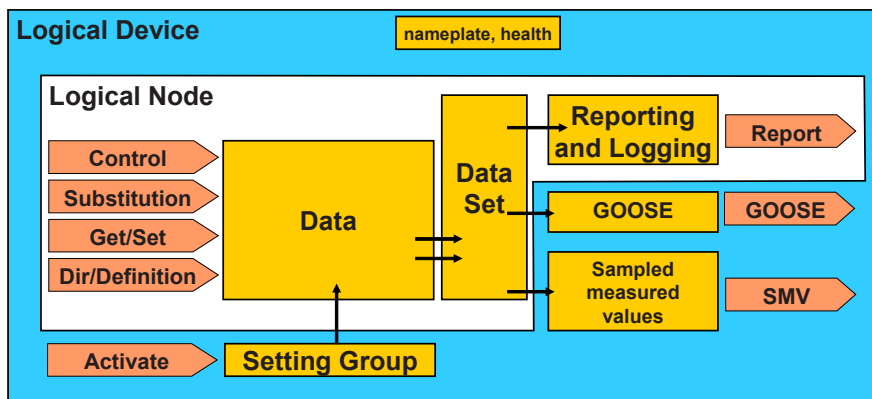 Logical Device
nameplate, health
Logical Node
Control
Substitution
Get/Set
Dir/Definition
Data
Data
Set
Reporting
and Logging
Report
GOOSE
GOOSE
Sampled
measured
values
SMV
Activate
Setting Group